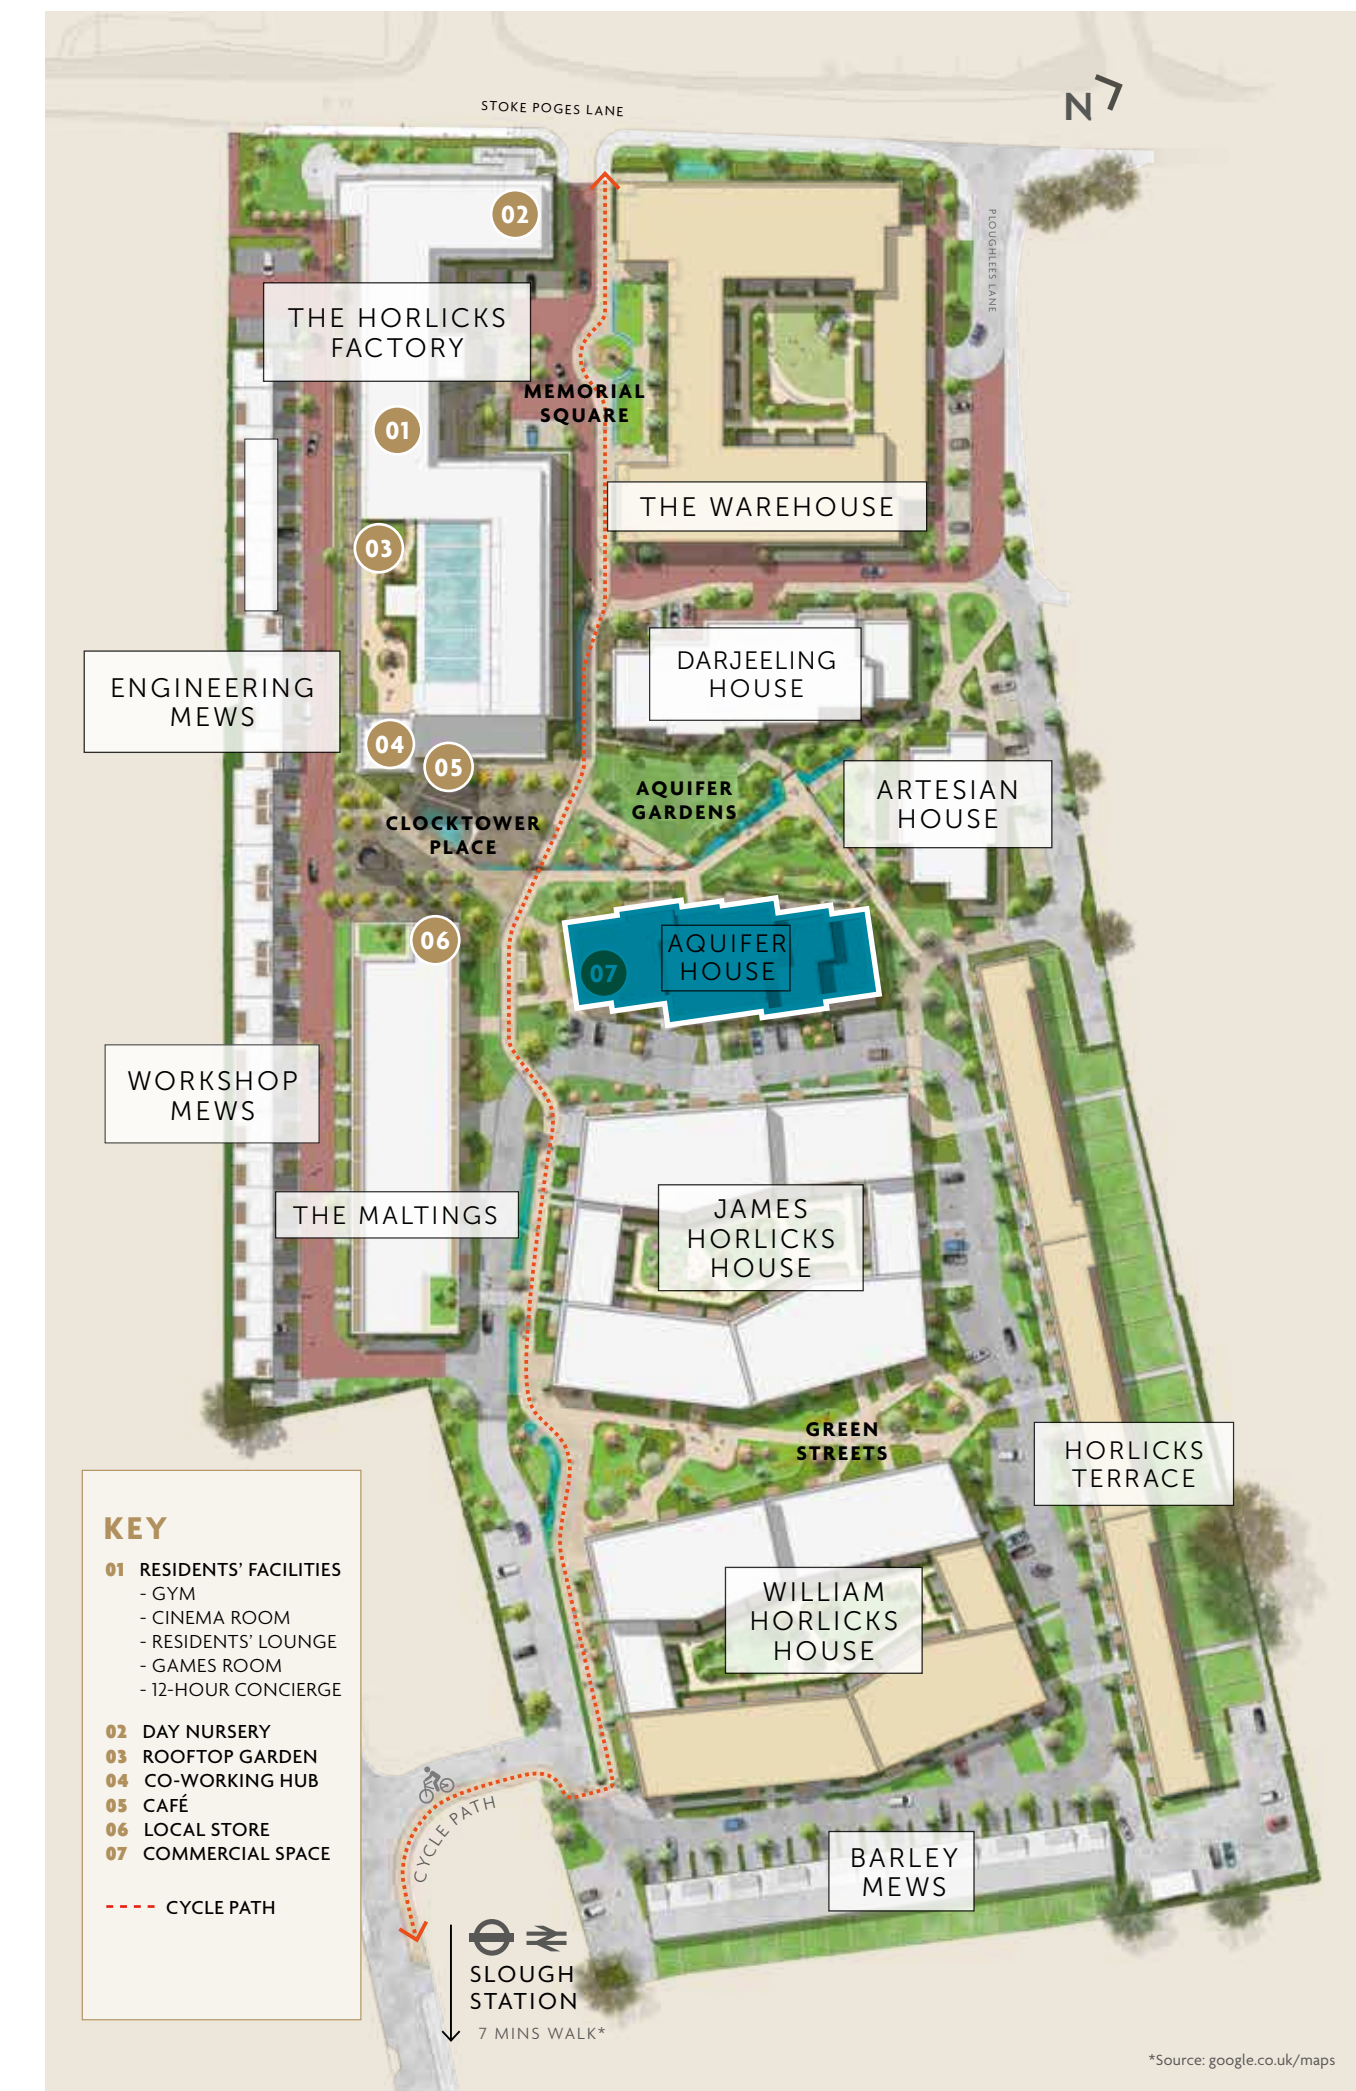 STOKE POGES LANE
N
PLOUGHLEES LANE
02
THE HORLICKS
FACTORY
MEMORIAL
SQUARE
01
THE WAREHOUSE
03
DARJEELING
HOUSE
ENGINEERING
MEWS
04
05
AQUIFER
GARDENS
ARTESIAN
HOUSE
CLOCKTOWER
PLACE
06
AQUIFER
HOUSE
07
WORKSHOP
MEWS
THE MALTINGS
JAMES
HORLICKS
HOUSE
GREEN
STREETS
HORLICKS
TERRACE
WILLIAM
HORLICKS
HOUSE
BARLEY
MEWS
KEY
01 RESIDENTS' FACILITIES
- GYM
- CINEMA ROOM
- RESIDENTS' LOUNGE
- GAMES ROOM
- 12-HOUR CONCIERGE
02 DAY NURSERY
03 ROOFTOP GARDEN
04 CO-WORKING HUB
05 CAFÉ
06 LOCAL STORE
07 COMMERCIAL SPACE
CYCLE PATH
CYCLE PATH
SLOUGH
STATION
7 MINS WALK*
*Source: google.co.uk/maps